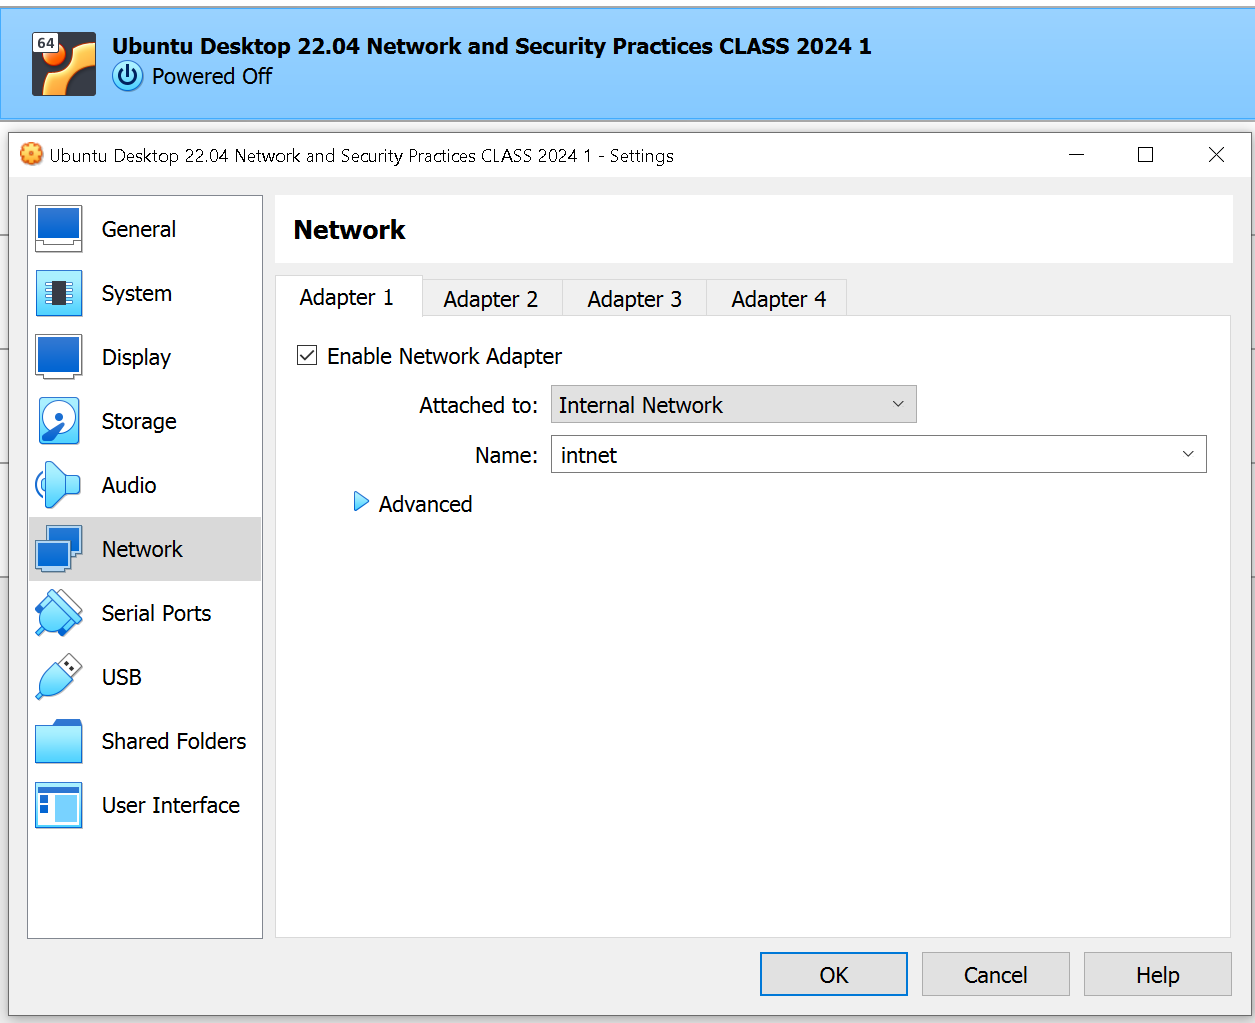 64
Ubuntu Desktop 22.04 Network and Security Practices CLASS 2024 1
Powered Off
Ubuntu Desktop 22.04 Network and Security Practices CLASS 2024 1 - Settings
General
System
Display
Storage
Audio
Network
Serial Ports
USB
Shared Folders
User Interface
Network
Adapter 1 Adapter 2 Adapter 3 Adapter 4
Enable Network Adapter
Attached to: Internal Network
Name: intnet
Advanced
OK Cancel Help